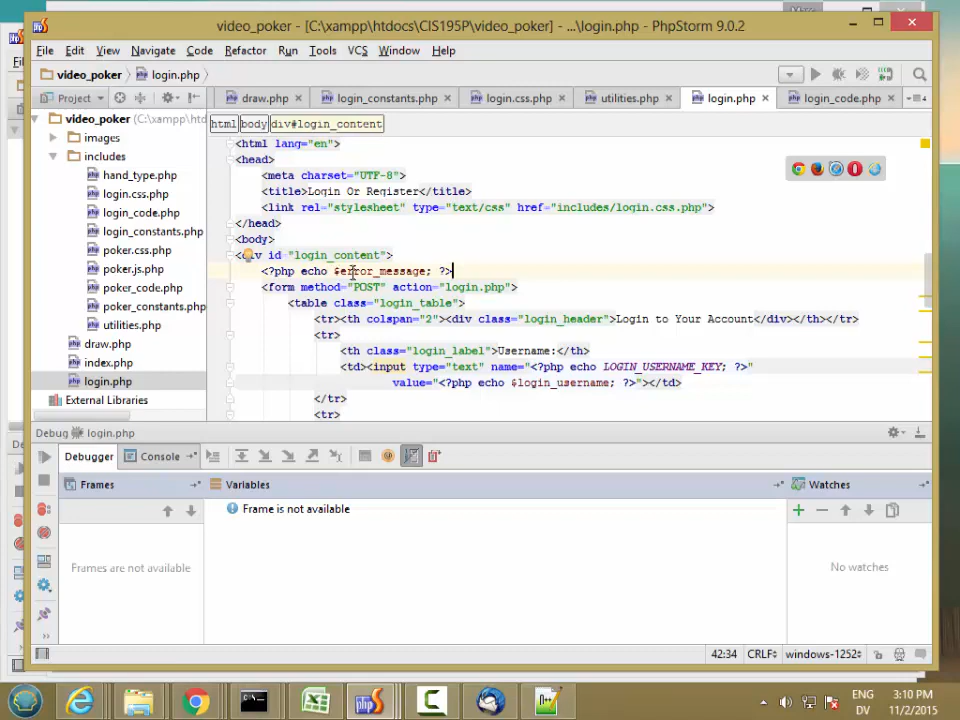 video_poker - [C:\xampp\htdocs\CIS195P\video_poker] - ...\login.php - PhpStorm 9.0.2
File Edit View Navigate Code Refactor Run Tools VCS Window Help
video_poker login.php
Project draw.php login_constants.php login.css.php utilities.php login.php login_code.php
video_poker (C:\xampp\ht
html body div#login_content
images
includes
hand_type.php
login.css.php
login_code.php
login_constants.php
poker.css.php
poker.js.php
poker_code.php
poker_constants.php
utilities.php
draw.php
index.php
login.php
External Libraries
<html lang="en">
<head>
<meta charset="UTF-8">
<title>Login Or Register</title>
<link rel="stylesheet" type="text/css" href="includes/login.css.php">
</head>
<body>
<div id="login_content">
<?php echo $error_message; ?>
<form method="POST" action="login.php">
<table class="login_table">
<tr><th colspan="2"><div class="login_header">Login to Your Account</div></th></tr>
<tr>
<th class="login_label">Username:</th>
<td><input type="text" name="<?php echo LOGIN_USERNAME_KEY; ?>"
value="<?php echo $login_username; ?>"></td>
</tr>
<tr>
Debug login.php
Debugger Console
Frames Variables Watches
Frame is not available
Frames are not available
No watches
42:34 CRLF windows-1252
ENG 3:10 PM
DV 11/2/2015